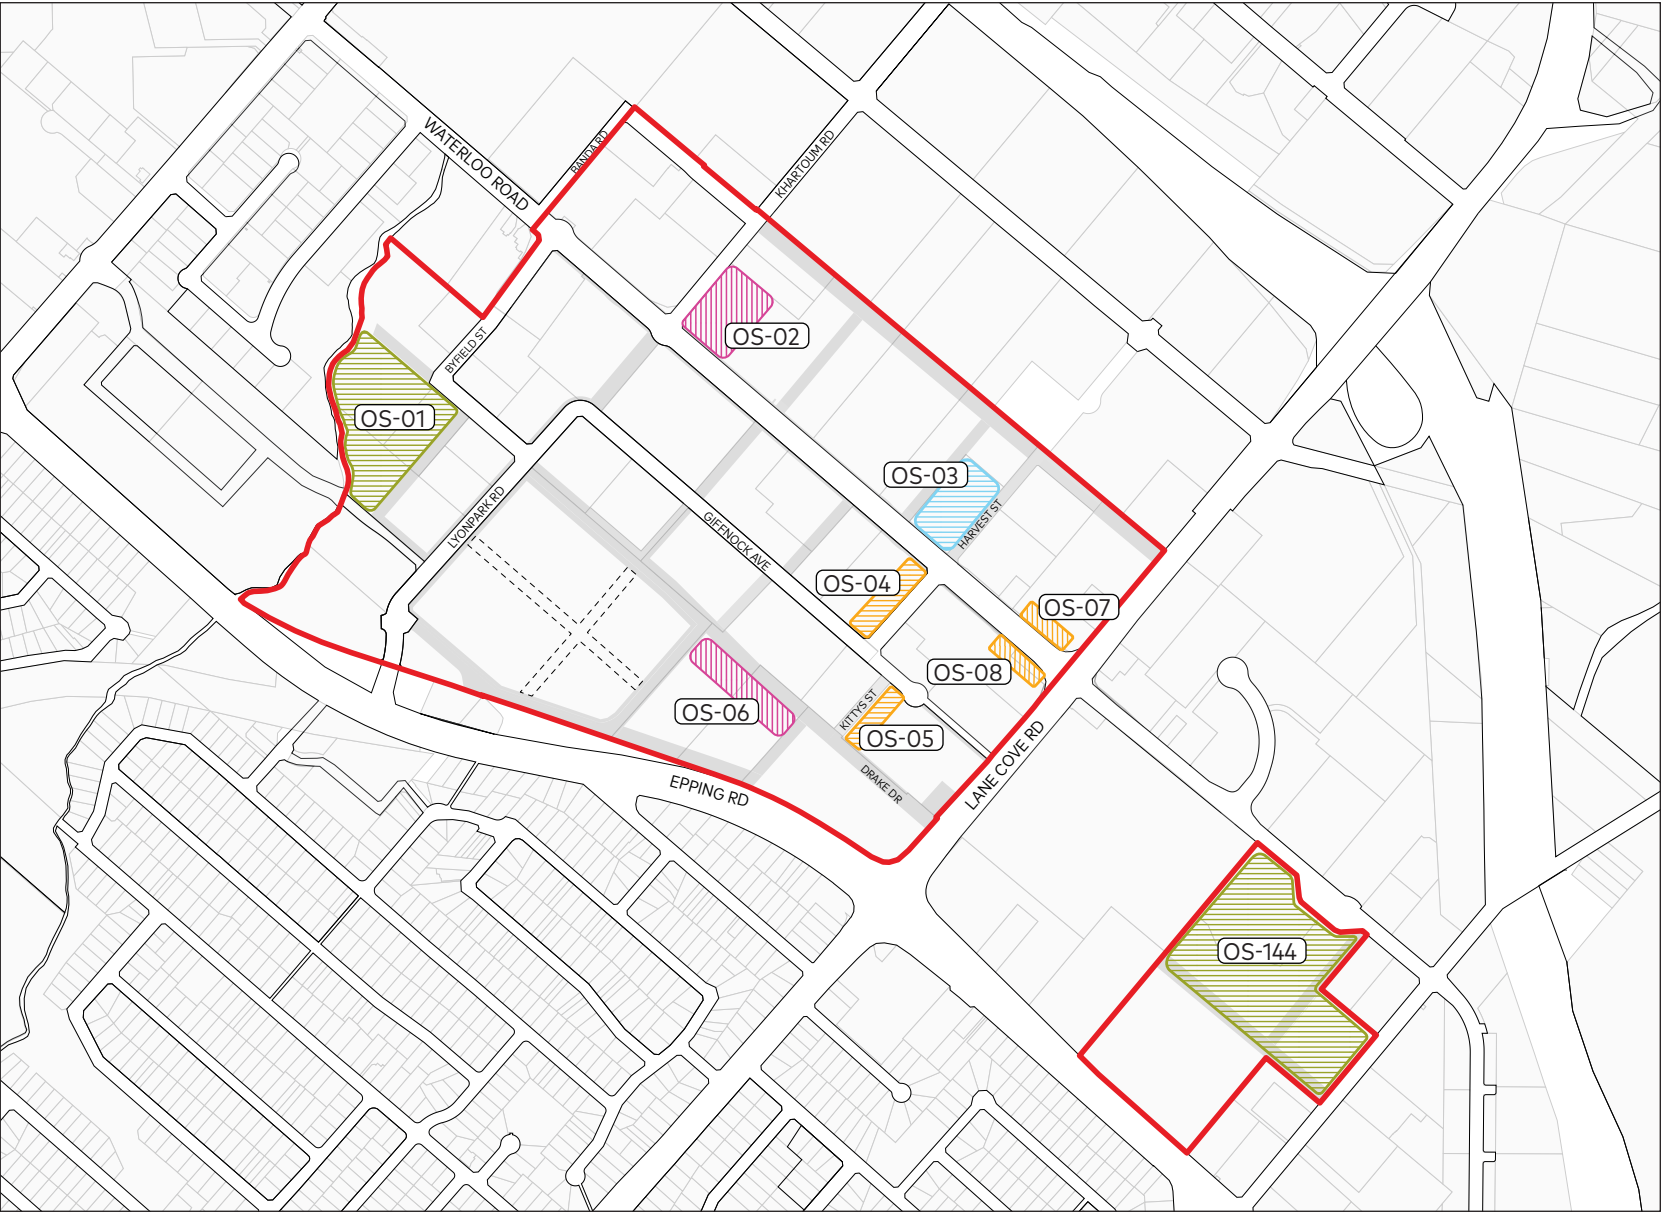 WATERLOO ROAD
BANDA RD
KHARTOUM RD
BYFIELD ST
OS-02
OS-01
OS-03
LYONPARK RD
GIFFNOCK AVE
HARVEST ST
OS-04
OS-07
OS-08
OS-06
KITTYS ST
OS-05
DRAKE DR
EPPING RD
LANE COVE RD
OS-144